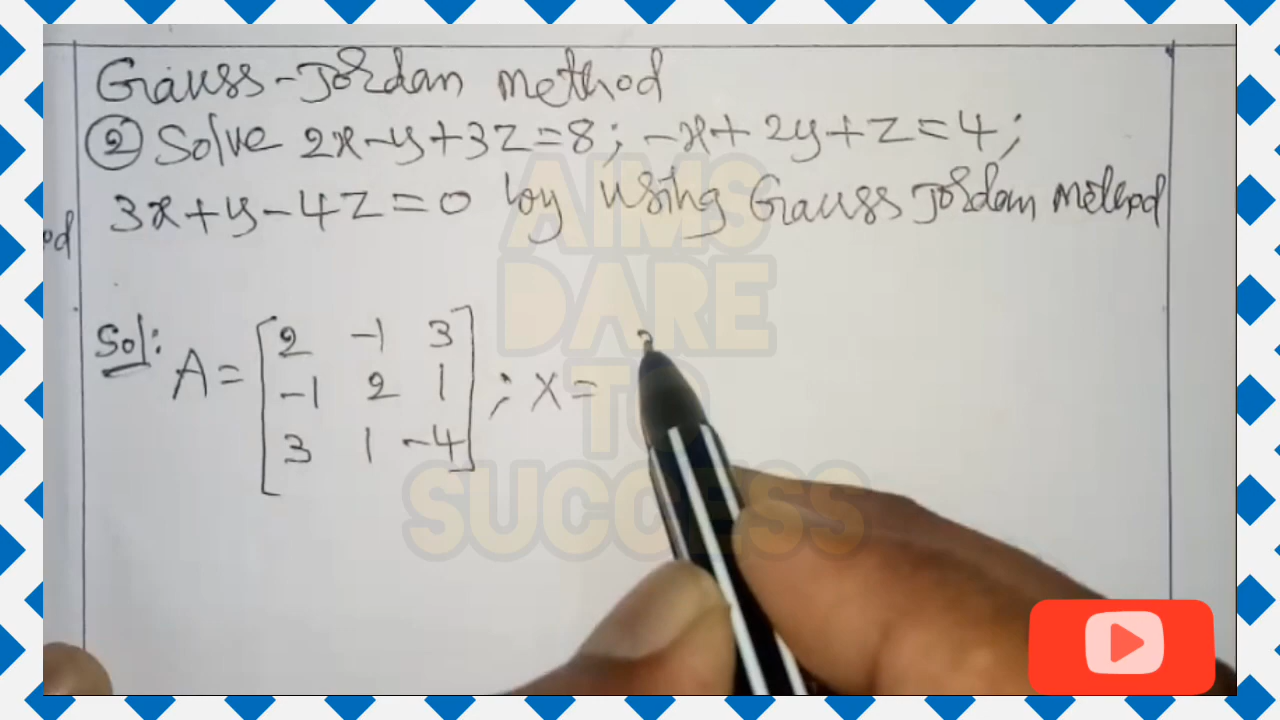 Gauss-Jordan method
② Solve 2x-y+3z=8; -x+2y+z=4;
3x+y-4z=0 by using Gauss Jordan method
od
Sol: A = [2 -1 3
-1 2 1
3 1 -4] ; X =
AIMS
DARE
TO
SUCCESS